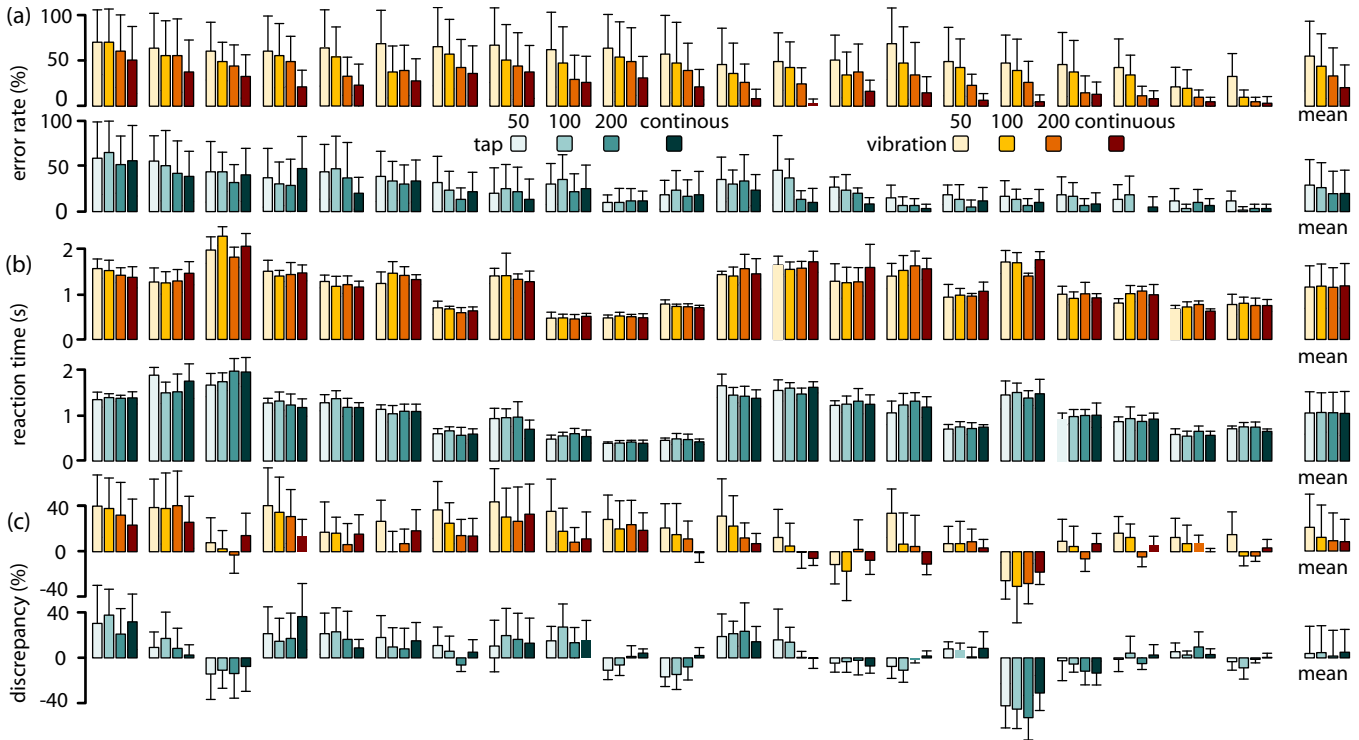 (a)
error rate (%)
100
50
0
mean
100
50
0
50 100 200 continous
tap
50 100 200 continuous
vibration
mean
(b)
reaction time (s)
2
1
0
mean
2
1
0
mean
(c)
discrepancy (%)
40
0
-40
mean
40
0
-40
mean